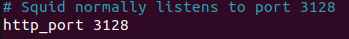 # Squid normally listens to port 3128
http_port 3128